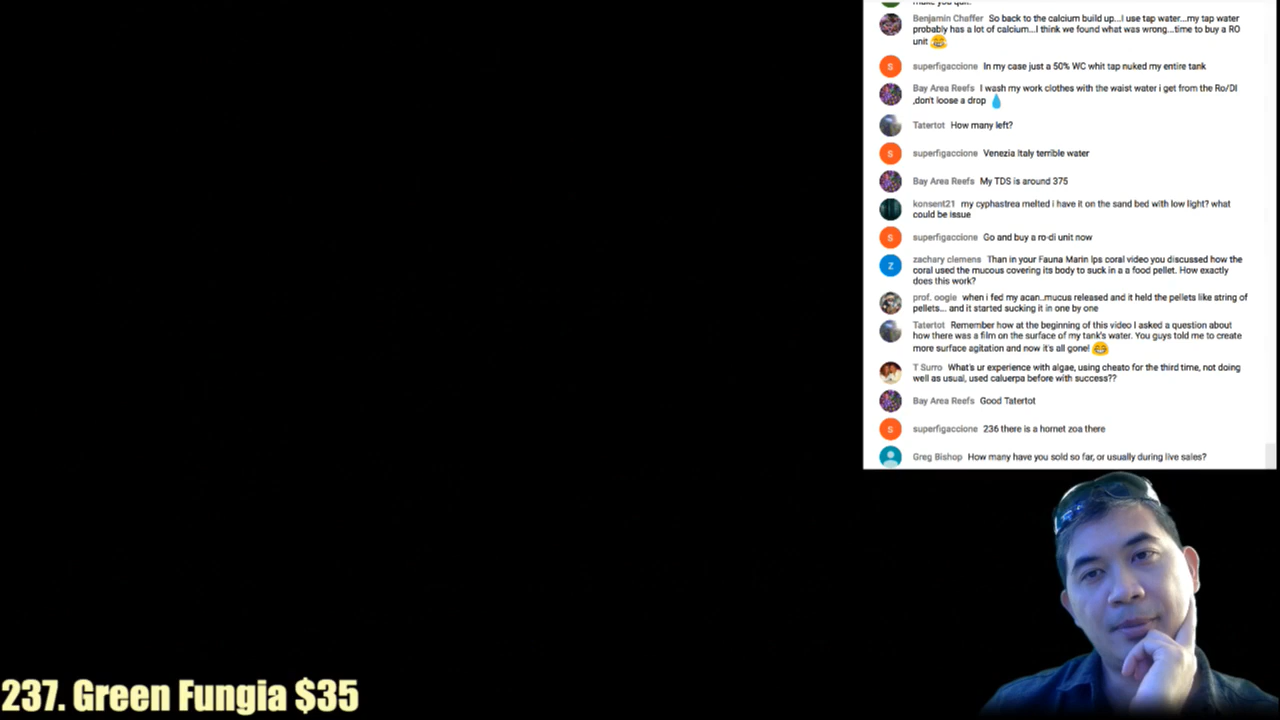 make you quit.
Benjamin Chaffer So back to the calcium build up...I use tap water...my tap water
probably has a lot of calcium...I think we found what was wrong...time to buy a RO
unit 😂
S superfigaccione In my case just a 50% WC whit tap nuked my entire tank
Bay Area Reefs I wash my work clothes with the waist water i get from the Ro/DI
,don't loose a drop 💧
Tatertot How many left?
S superfigaccione Venezia Italy terrible water
Bay Area Reefs My TDS is around 375
konsent21 my cyphastrea melted i have it on the sand bed with low light? what
could be issue
S superfigaccione Go and buy a ro-di unit now
Z zachary clemens Than in your Fauna Marin lps coral video you discussed how the
coral used the mucous covering its body to suck in a a food pellet. How exactly
does this work?
prof. oogie when i fed my acan..mucus released and it held the pellets like string of
pellets... and it started sucking it in one by one
Tatertot Remember how at the beginning of this video I asked a question about
how there was a film on the surface of my tank's water. You guys told me to create
more surface agitation and now it's all gone! 😁
T Surro What's ur experience with algae, using cheato for the third time, not doing
well as usual, used caluerpa before with success??
Bay Area Reefs Good Tatertot
S superfigaccione 236 there is a hornet zoa there
Greg Bishop How many have you sold so far, or usually during live sales?
237. Green Fungia $35